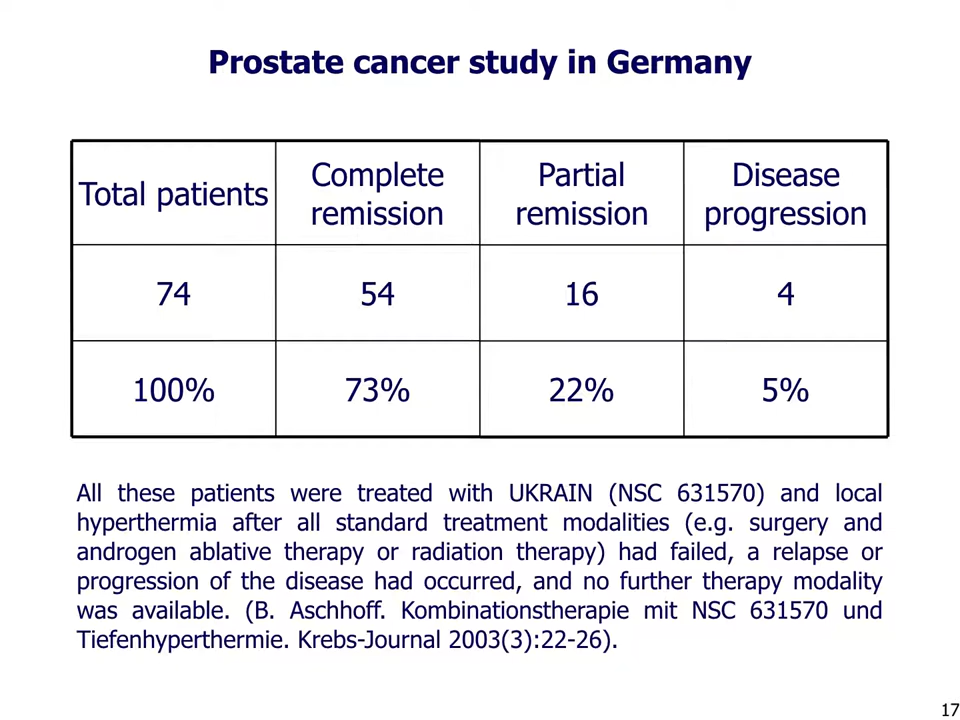 Prostate cancer study in Germany
Total patients
Complete
remission
Partial
remission
Disease
progression
74
54
16
4
100%
73%
22%
5%
All these patients were treated with UKRAIN (NSC 631570) and local
hyperthermia after all standard treatment modalities (e.g. surgery and
androgen ablative therapy or radiation therapy) had failed, a relapse or
progression of the disease had occurred, and no further therapy modality
was available. (B. Aschhoff. Kombinationstherapie mit NSC 631570 und
Tiefenhyperthermie. Krebs-Journal 2003(3):22-26).
17